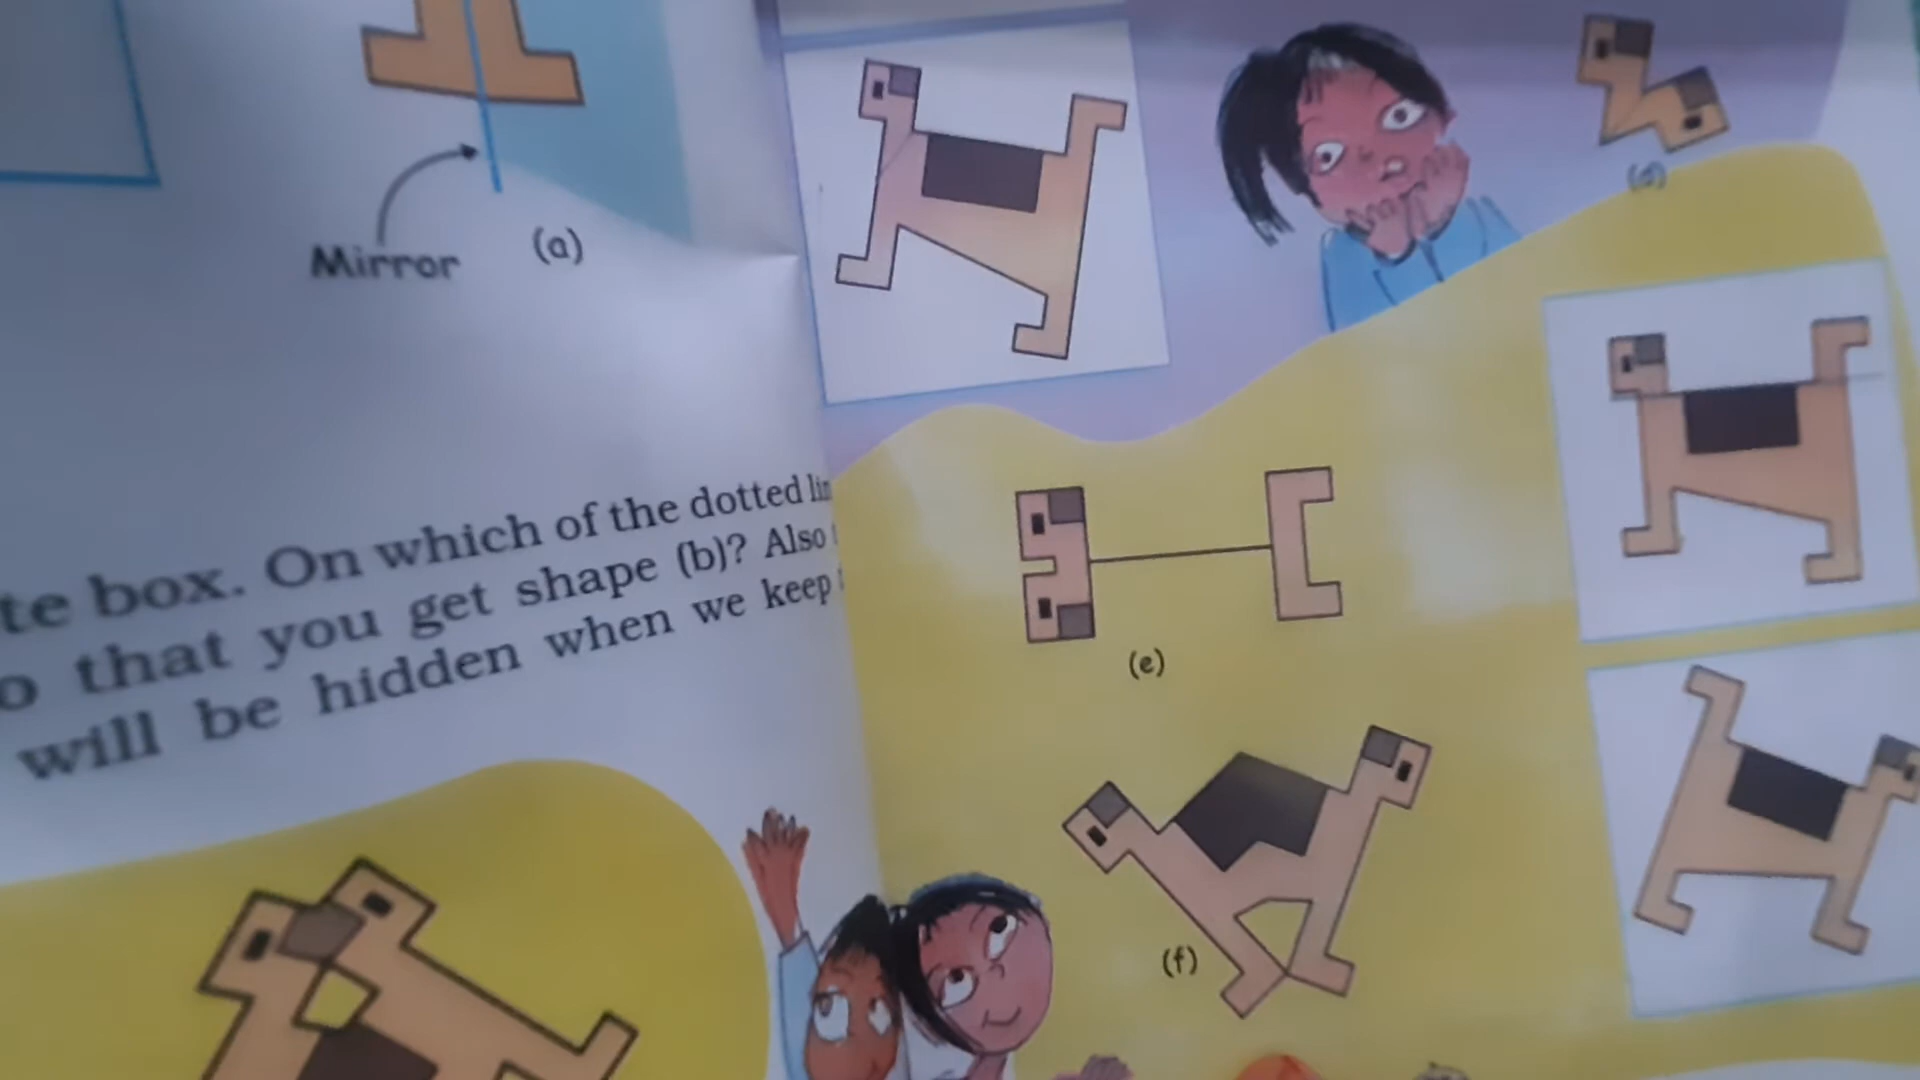 Mirror
(a)
te box. On which of the dotted
o that you get shape (b)? Also
will be hidden when we keep
(d)
(e)
(f)